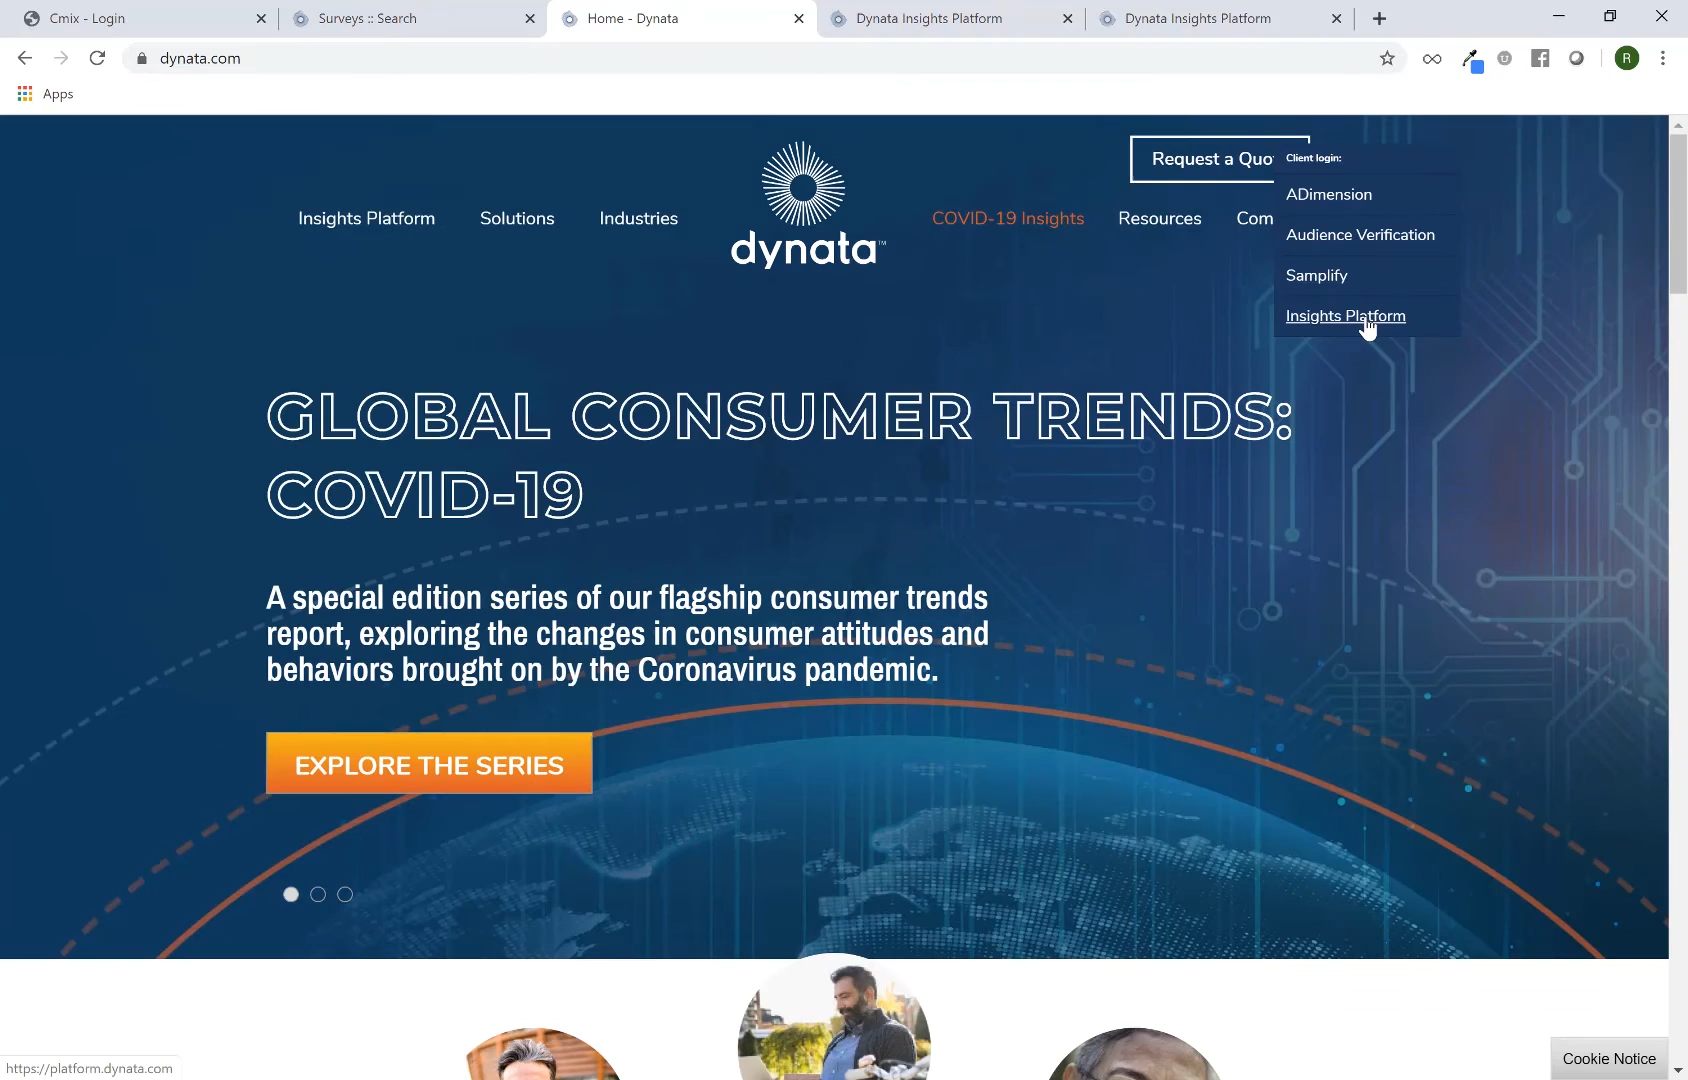 Cmix - Login
Surveys :: Search
Home - Dynata
Dynata Insights Platform
Dynata Insights Platform
dynata.com
R
Apps
Request a Quo
Client login:
ADimension
Audience Verification
Samplify
Insights Platform
Insights Platform
Solutions
Industries
dynata™
COVID-19 Insights
Resources
Com
GLOBAL CONSUMER TRENDS:
COVID-19
A special edition series of our flagship consumer trends
report, exploring the changes in consumer attitudes and
behaviors brought on by the Coronavirus pandemic.
EXPLORE THE SERIES
Cookie Notice
https://platform.dynata.com